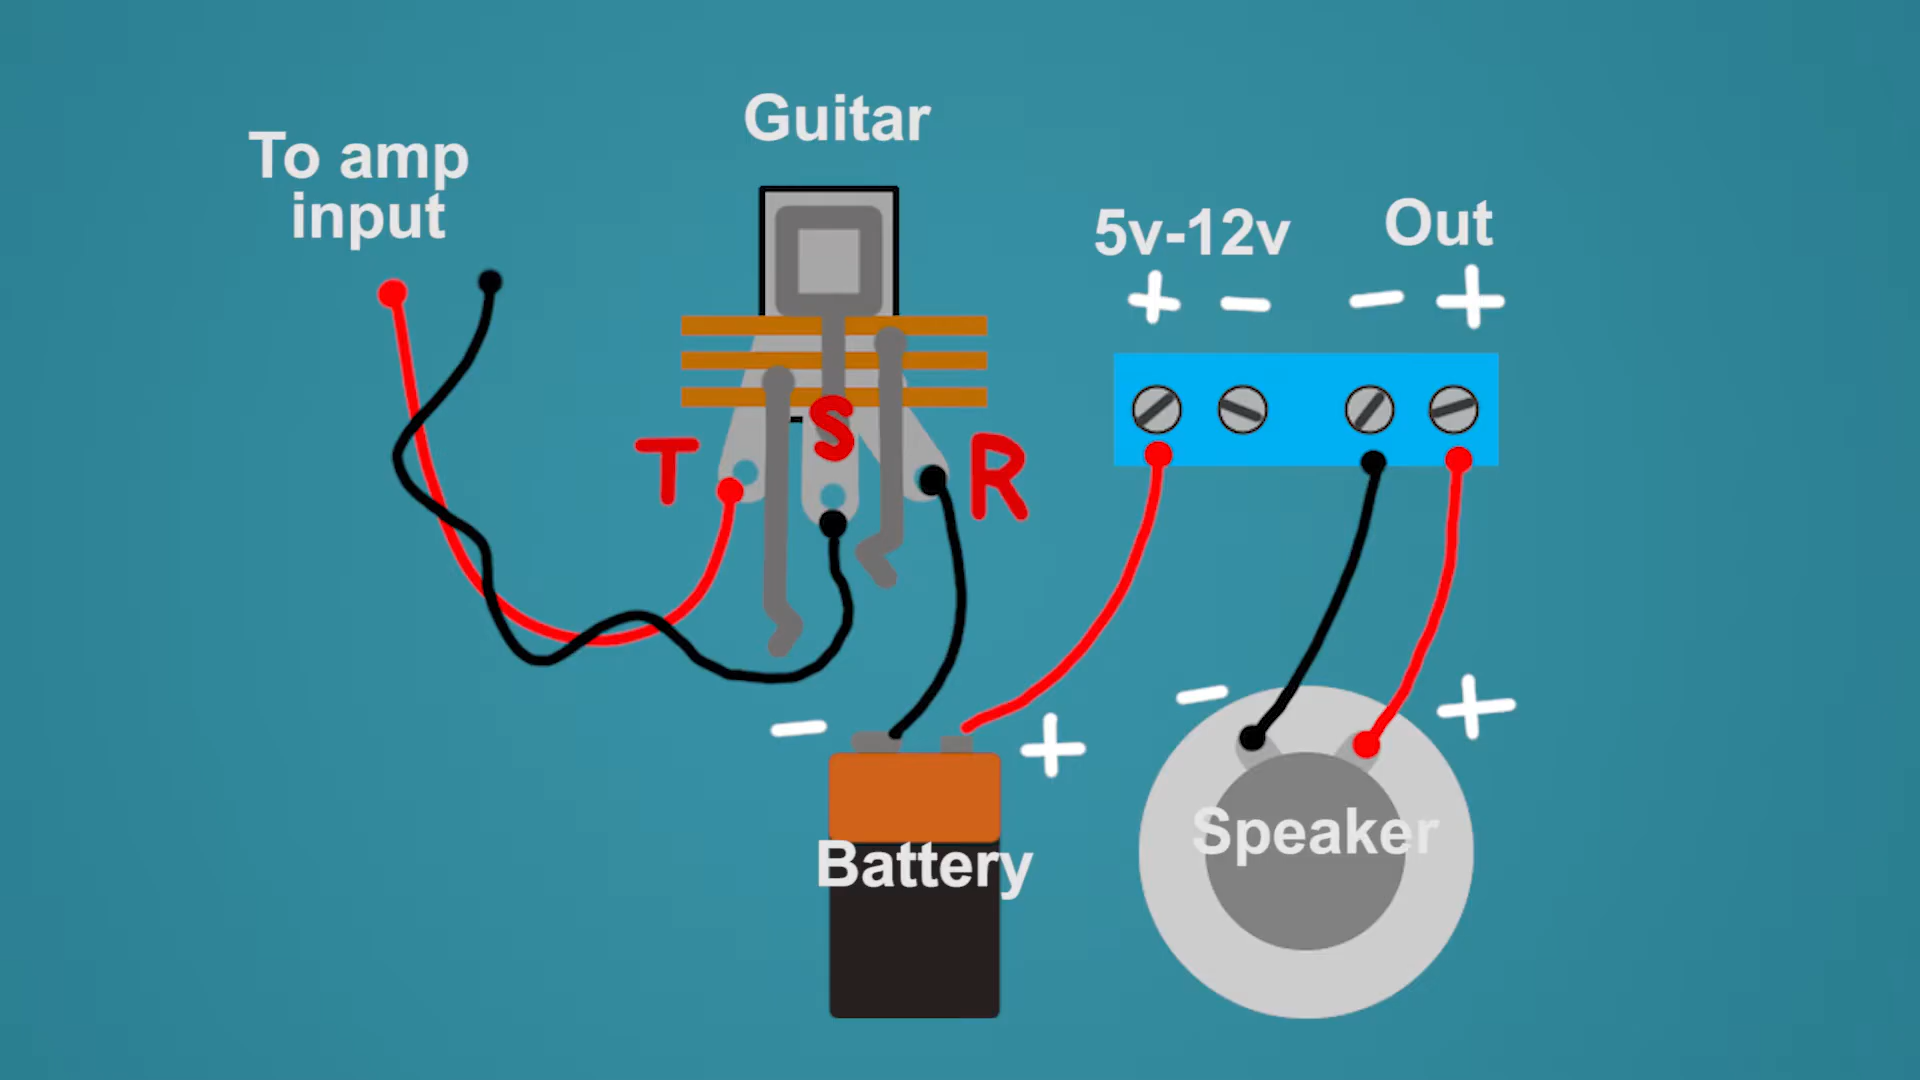 Guitar
To amp
input
5v-12v
Out
+ - - +
T
S
R
- +
- +
Battery
Speaker